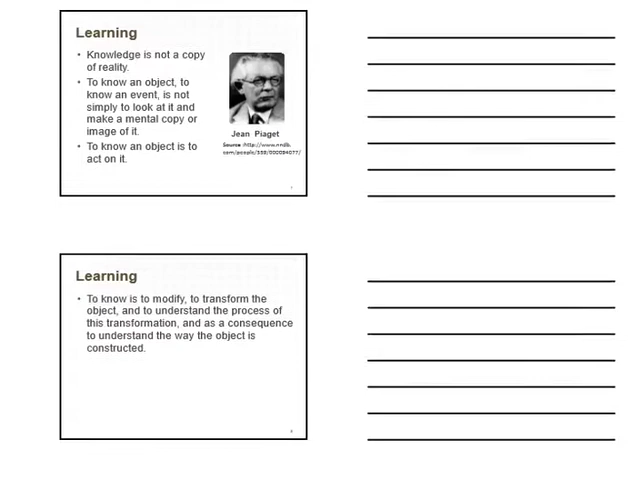 Learning
• Knowledge is not a copy
of reality.
• To know an object, to
know an event, is not
simply to look at it and
make a mental copy or
image of it.
• To know an object is to
act on it.
Jean Piaget
Source :http://www.nndb.
com/people/359/000094077/
7
Learning
• To know is to modify, to transform the
object, and to understand the process of
this transformation, and as a consequence
to understand the way the object is
constructed.
8